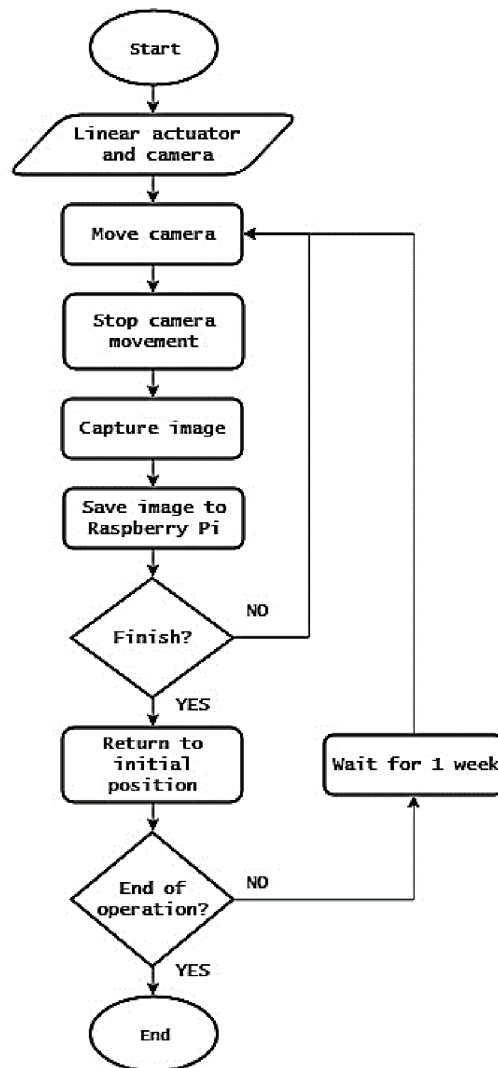 Start
Linear actuator
and camera
Move camera
Stop camera
movement
Capture image
Save image to
Raspberry Pi
Finish?
NO
YES
Return to
initial
position
Wait for 1 week
End of
operation?
NO
YES
End